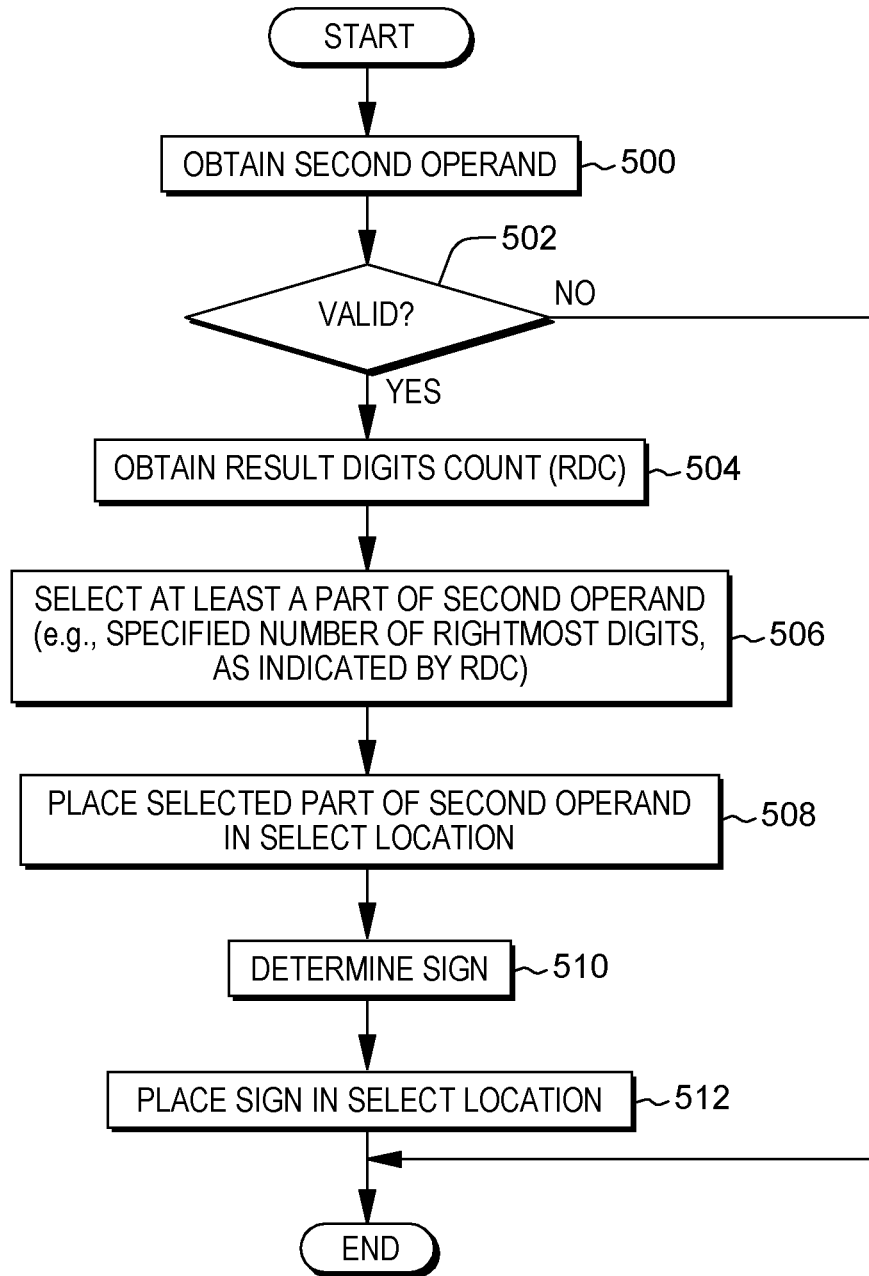 START
OBTAIN SECOND OPERAND
500
502
VALID?
NO
YES
OBTAIN RESULT DIGITS COUNT (RDC)
504
SELECT AT LEAST A PART OF SECOND OPERAND
(e.g., SPECIFIED NUMBER OF RIGHTMOST DIGITS,
AS INDICATED BY RDC)
506
PLACE SELECTED PART OF SECOND OPERAND
IN SELECT LOCATION
508
DETERMINE SIGN
510
PLACE SIGN IN SELECT LOCATION
512
END